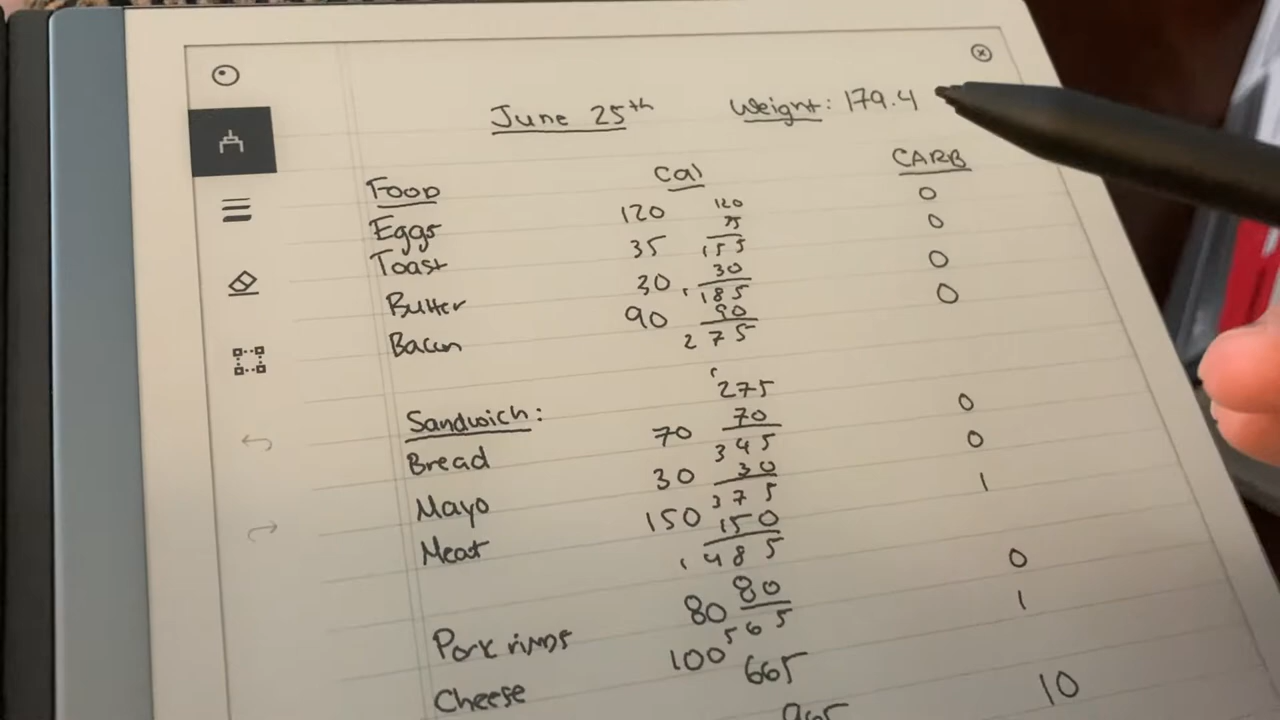 June 25th Weight: 179.4
Food Cal CARB
Eggs 120 120 0
75
Toast 35 155 0
30
Butter 30 185 0
90
Bacon 90 275 0
275
Sandwich:
70
Bread 70 345 0
30
Mayo 30 375 0
150
Meat 150 485 1
80
Pork rinds 80 565 0
Cheese 100 665 1
965 10